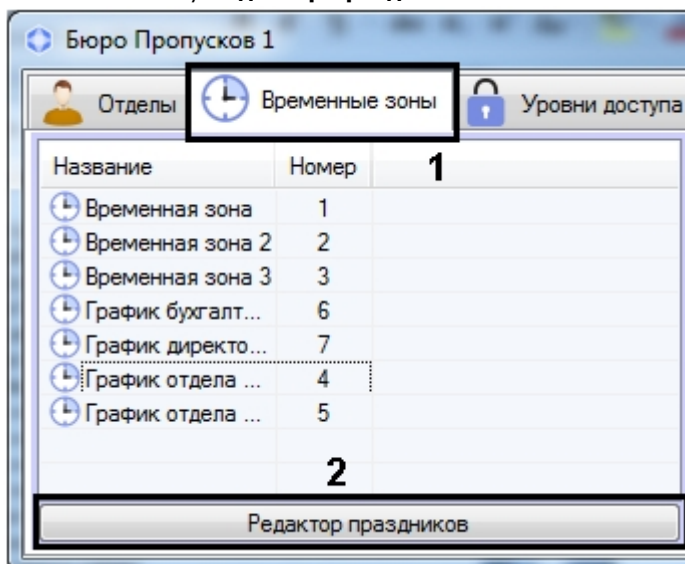 Бюро Пропусков 1
Отделы Временные зоны Уровни доступа
Название Номер 1
Временная зона 1
Временная зона 2 2
Временная зона 3 3
График бухгалт... 6
График директо... 7
График отдела ... 4
График отдела ... 5
2
Редактор праздников